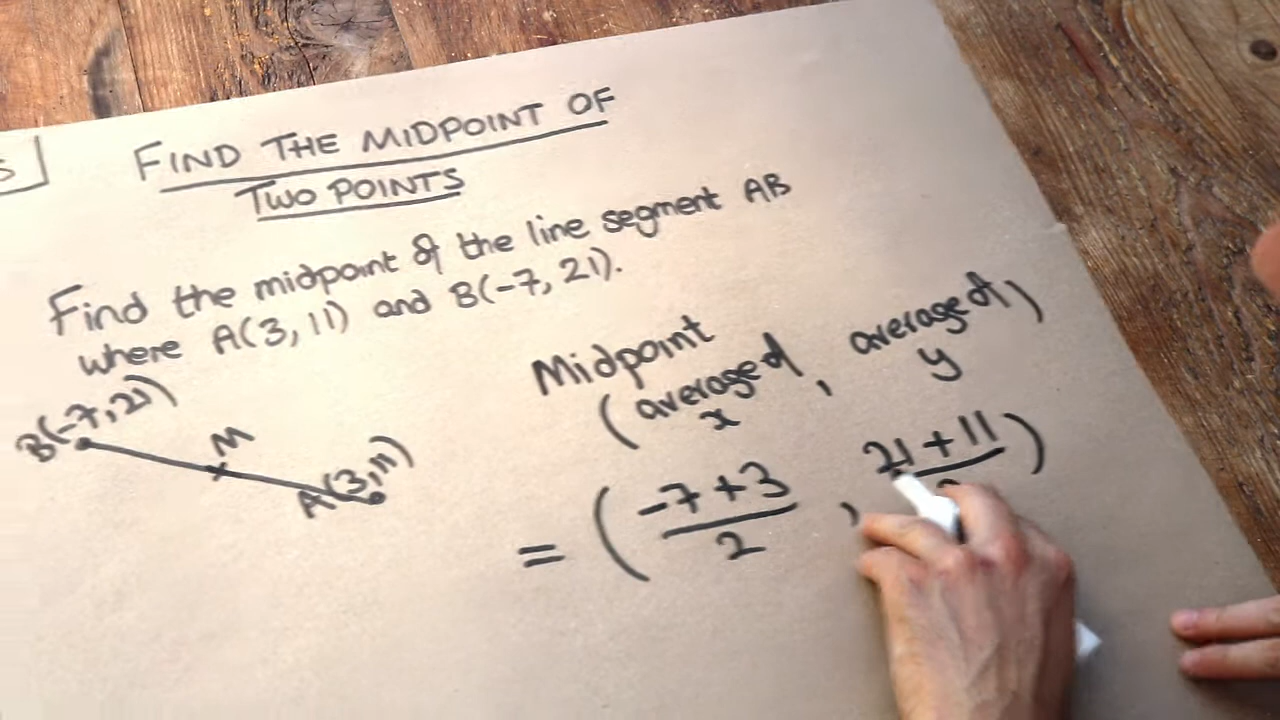 FIND THE MIDPOINT OF
TWO POINTS
Find the midpoint of the line segment AB
where A(3, 11) and B(-7, 21).
B(-7, 21)
M
A(3, 11)
Midpoint
(average of x, average of y)
= (-7 + 3 / 2, 21 + 11 / 2)